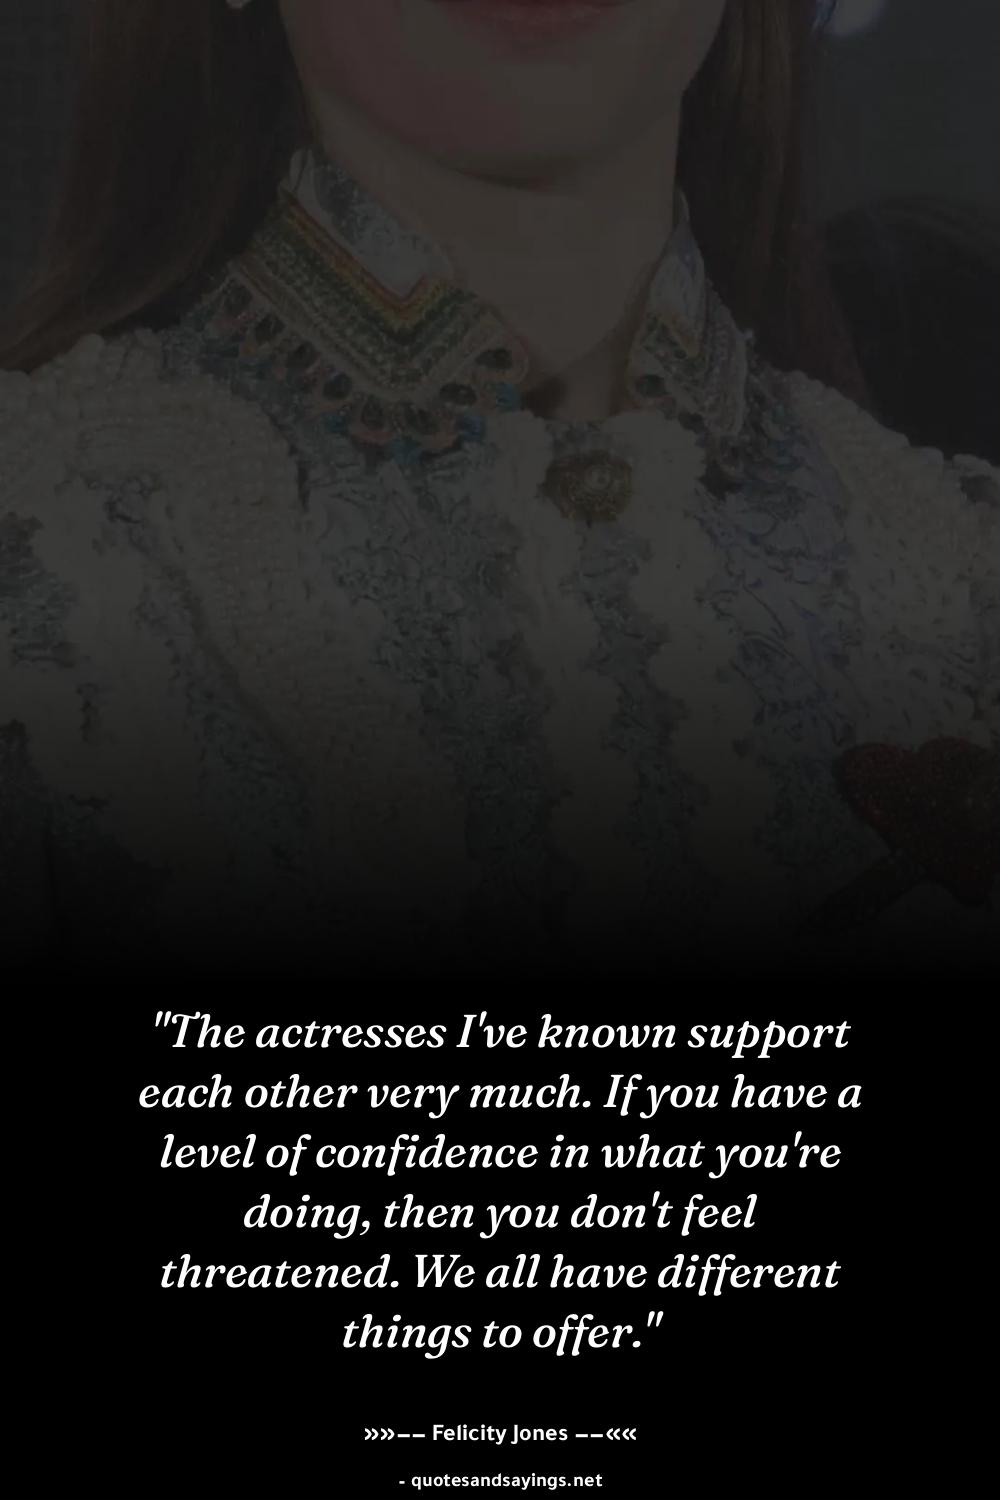 "The actresses I've known support
each other very much. If you have a
level of confidence in what you're
doing, then you don't feel
threatened. We all have different
things to offer."
»»–– Felicity Jones ––««
- quotesandsayings.net